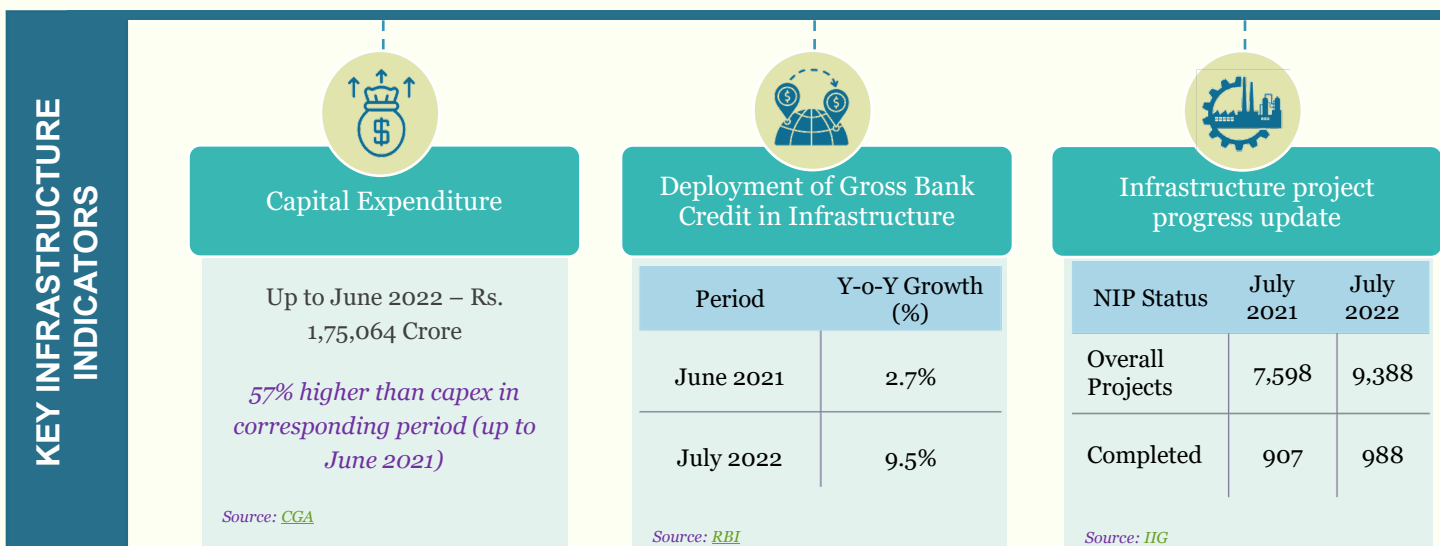 KEY INFRASTRUCTURE
INDICATORS
Capital Expenditure
Up to June 2022 – Rs.
1,75,064 Crore
57% higher than capex in
corresponding period (up to
June 2021)
Source: CGA
Deployment of Gross Bank
Credit in Infrastructure
Period Y-o-Y Growth
(%)
June 2021 2.7%
July 2022 9.5%
Source: RBI
Infrastructure project
progress update
NIP Status July
2021 July
2022
Overall
Projects 7,598 9,388
Completed 907 988
Source: IIG